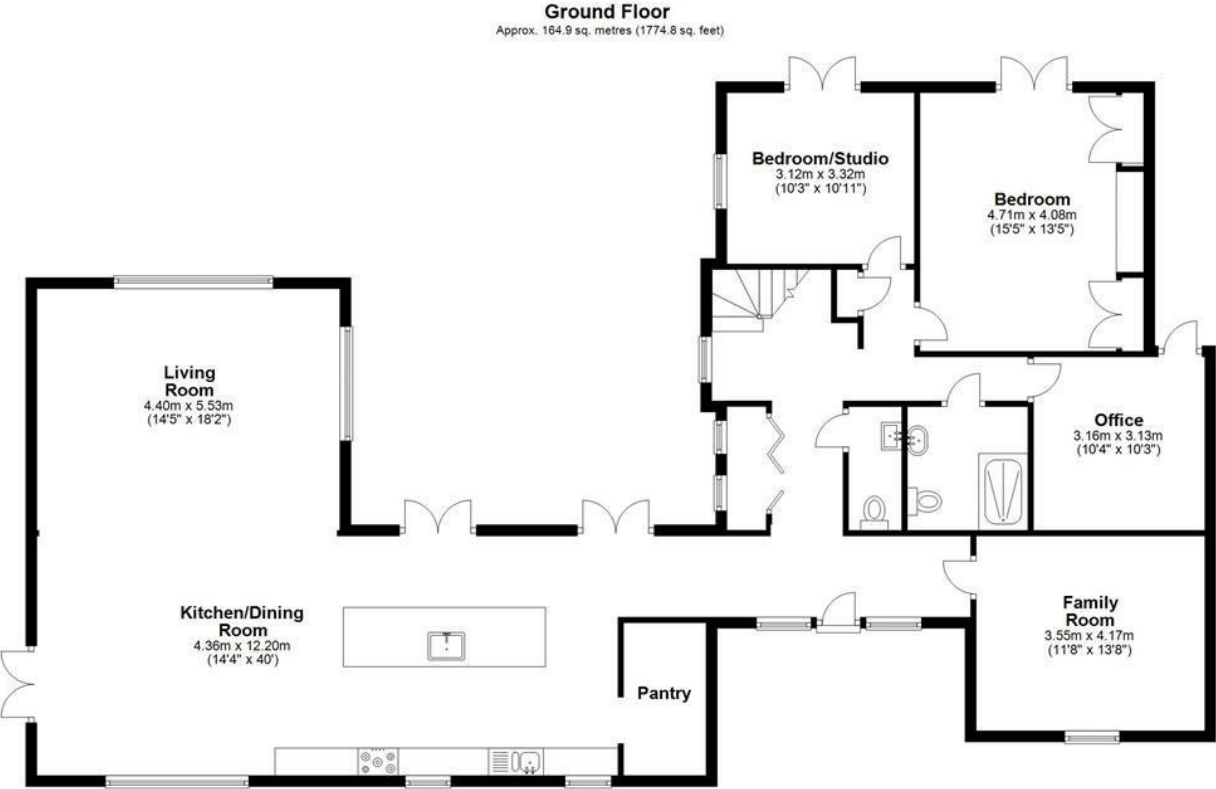 Ground Floor
Approx. 164.9 sq. metres (1774.8 sq. feet)
Bedroom/Studio
3.12m x 3.32m
(10'3" x 10'11")
Bedroom
4.71m x 4.08m
(15'5" x 13'5")
Living
Room
4.40m x 5.53m
(14'5" x 18'2")
Office
3.16m x 3.13m
(10'4" x 10'3")
Kitchen/Dining
Room
4.36m x 12.20m
(14'4" x 40')
Family
Room
3.55m x 4.17m
(11'8" x 13'8")
Pantry